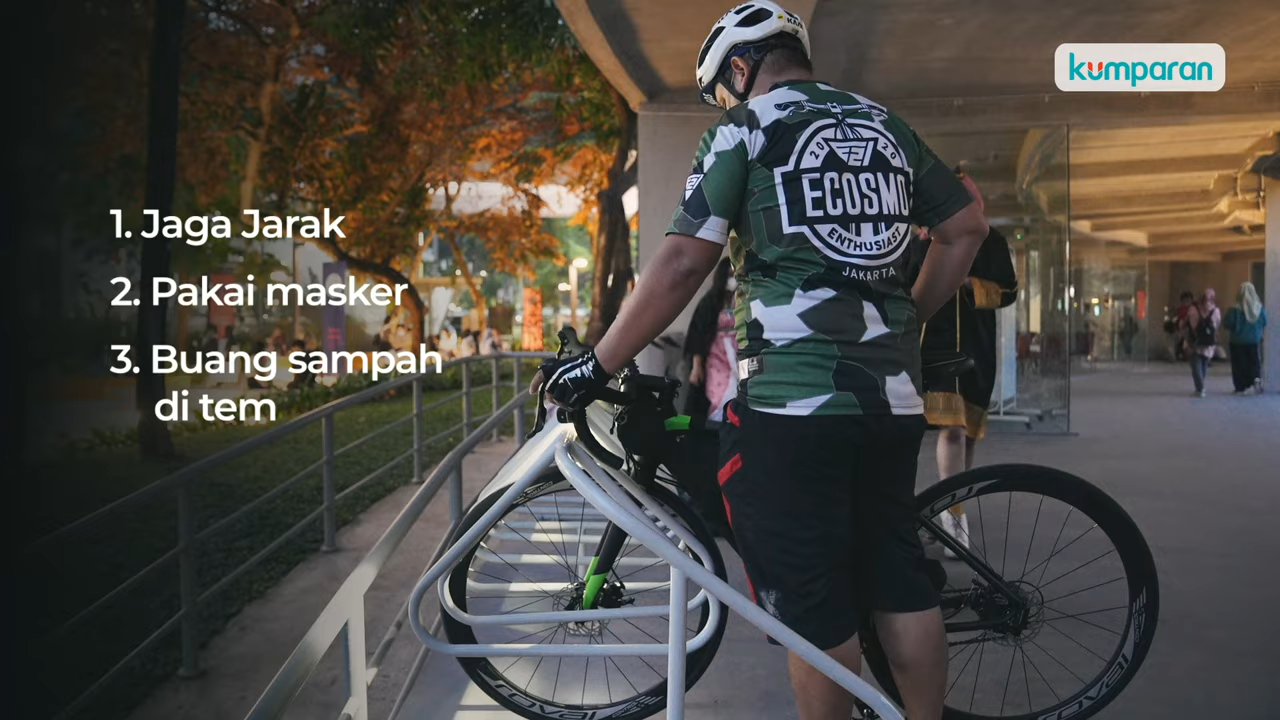 kumparan
1. Jaga Jarak
2. Pakai masker
3. Buang sampah
di tem
2020
ECOSMO
ENTHUSIAST
JAKARTA